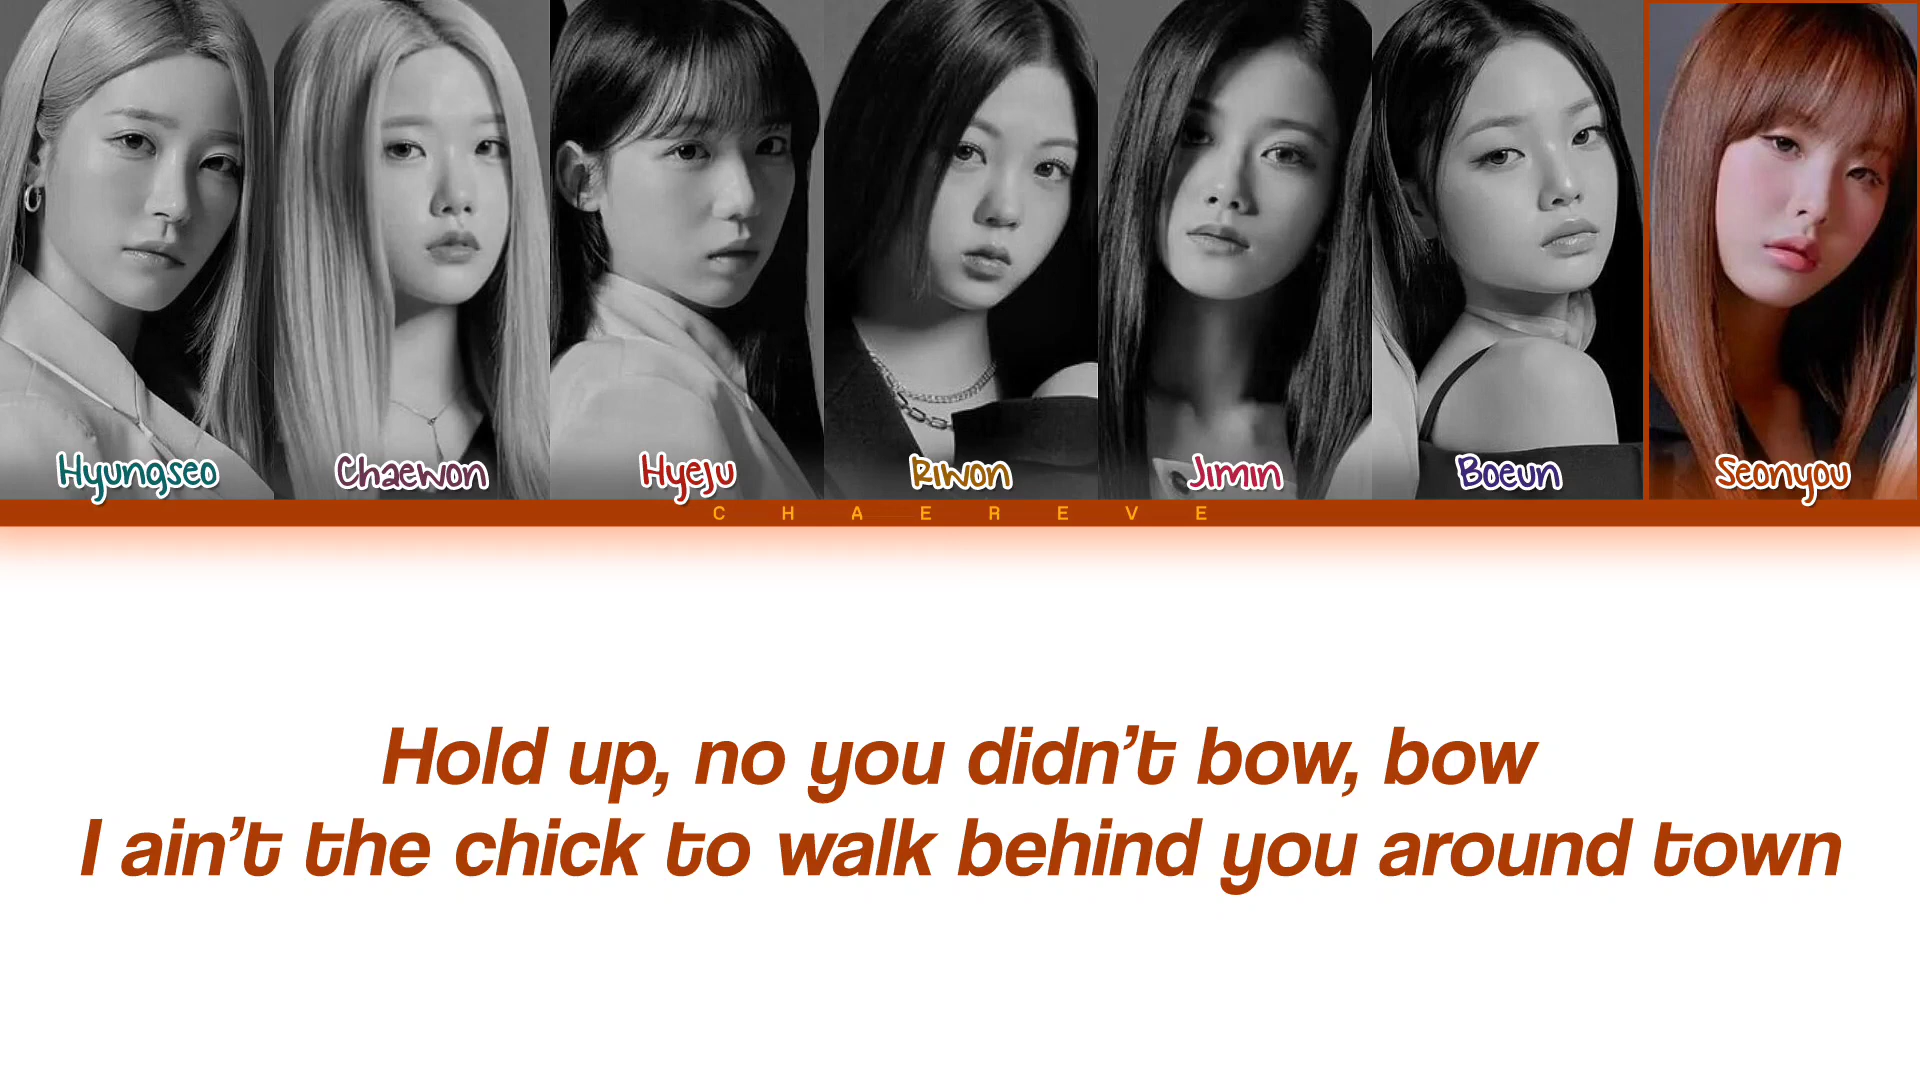 Hyungseo Chaewon Hyeju Riwon Jimin Boeun Seonyou
CHAEREVE
Hold up, no you didn’t bow, bow
I ain’t the chick to walk behind you around town